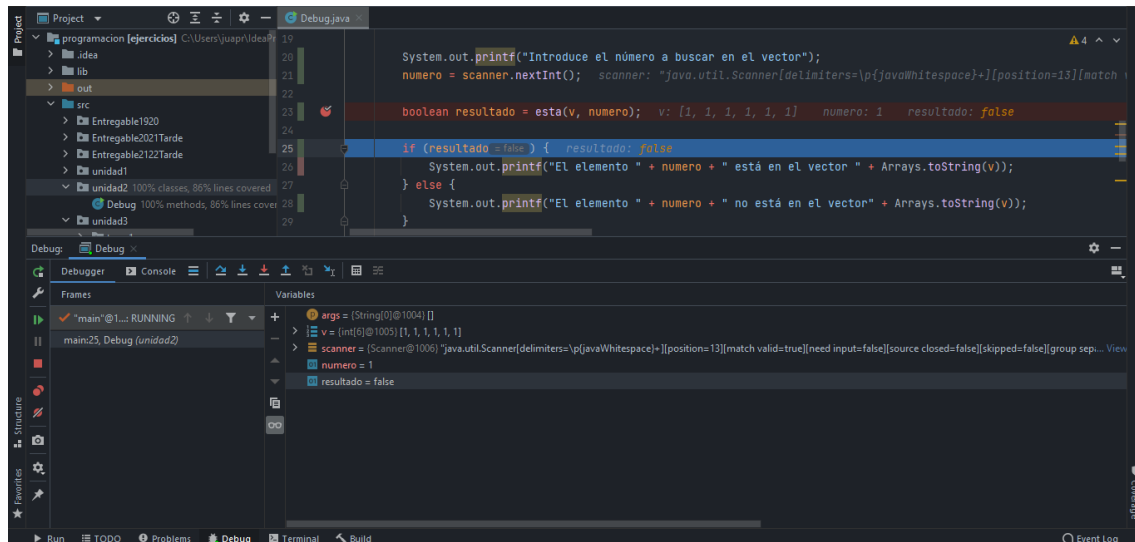 Project
Project
Debug.java
programacion [ejercicios] C:\Users\juapr\IdeaPr
.idea
lib
out
src
Entregable1920
Entregable2021Tarde
Entregable2122Tarde
unidad1
unidad2 100% classes, 86% lines covered
Debug 100% methods, 86% lines cover
unidad3
4
19
20 System.out.printf("Introduce el número a buscar en el vector");
21 numero = scanner.nextInt(); scanner: "java.util.Scanner[delimiters=\p{javaWhitespace}+][position=13][match v
22
23 boolean resultado = esta(v, numero); v: [1, 1, 1, 1, 1, 1] numero: 1 resultado: false
24
25 if (resultado = false ) { resultado: false
26 System.out.printf("El elemento " + numero + " está en el vector " + Arrays.toString(v));
27 } else {
28 System.out.printf("El elemento " + numero + " no está en el vector" + Arrays.toString(v));
29 }
Debug: Debug
Debugger Console
Frames Variables
"main"@1...: RUNNING
main:25, Debug (unidad2)
args = {String[0]@1004} []
v = {int[6]@1005} [1, 1, 1, 1, 1, 1]
scanner = {Scanner@1006} "java.util.Scanner[delimiters=\p{javaWhitespace}+][position=13][match valid=true][need input=false][source closed=false][skipped=false][group sep... View
numero = 1
resultado = false
Structure
Favorites
Coverage
Run TODO Problems Debug Terminal Build Event Log